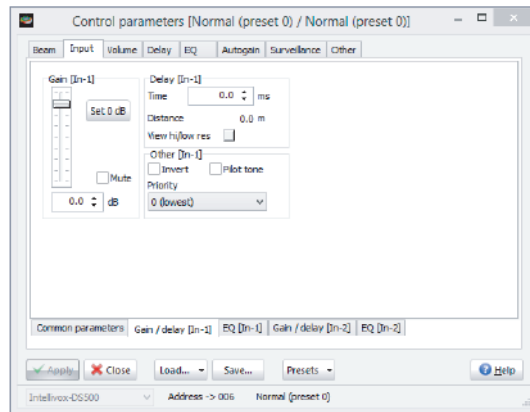 Control parameters [Normal (preset 0) / Normal (preset 0)]
Beam Input Volume Delay EQ Autogain Surveillance Other
Gain [In-1]
Set 0 dB
Mute
0.0 dB
Delay [In-1]
Time 0.0 ms
Distance 0.0 m
View hi/low res
Other [In-1]
Invert Pilot tone
Priority
0 (lowest)
Common parameters Gain / delay [In-1] EQ [In-1] Gain / delay [In-2] EQ [In-2]
Apply Close Load... Save... Presets Help
Intellivox-DS500 Address -> 006 Normal (preset 0)